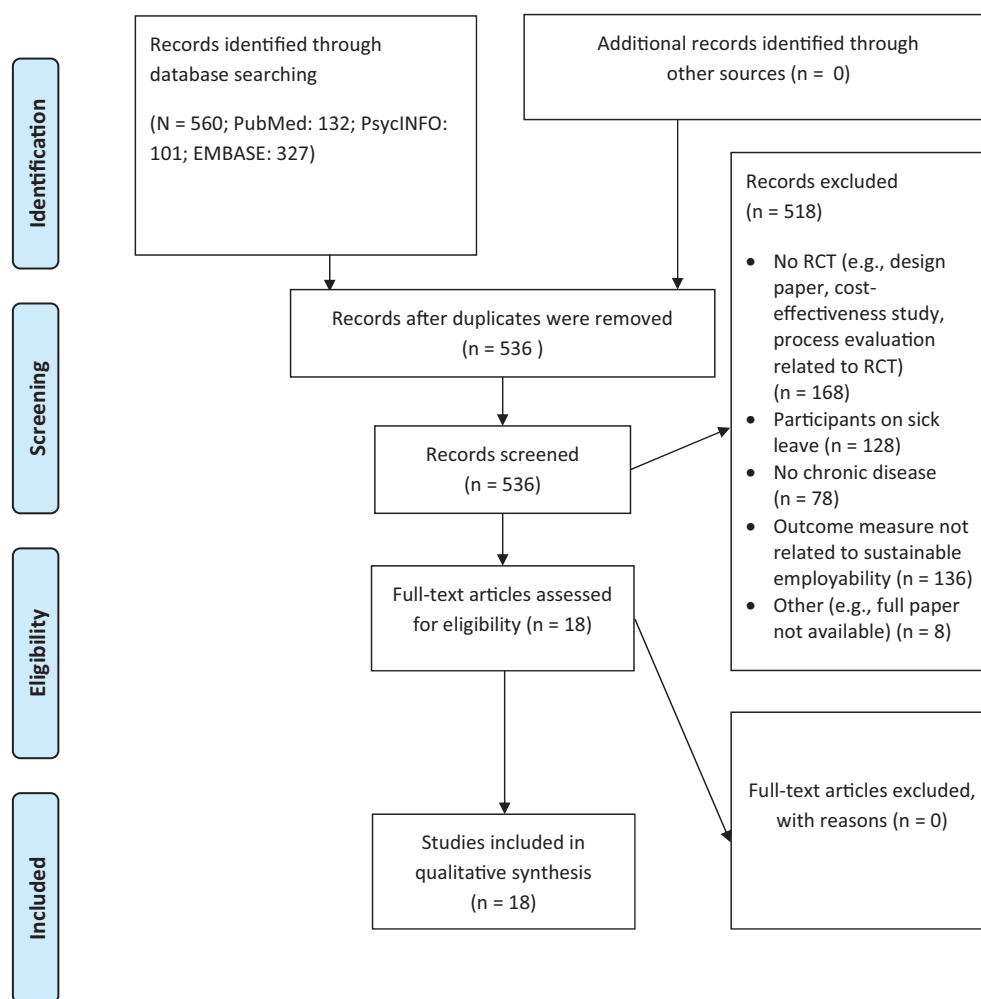 Identification
Records identified through
database searching
(N = 560; PubMed: 132; PsycINFO:
101; EMBASE: 327)
Additional records identified through
other sources (n = 0)
Screening
Records after duplicates were removed
(n = 536 )
Records screened
(n = 536)
Records excluded
(n = 518)
• No RCT (e.g., design
paper, cost-
effectiveness study,
process evaluation
related to RCT)
(n = 168)
• Participants on sick
leave (n = 128)
• No chronic disease
(n = 78)
• Outcome measure not
related to sustainable
employability (n = 136)
• Other (e.g., full paper
not available) (n = 8)
Eligibility
Full-text articles assessed
for eligibility (n = 18)
Full-text articles excluded,
with reasons (n = 0)
Included
Studies included in
qualitative synthesis
(n = 18)